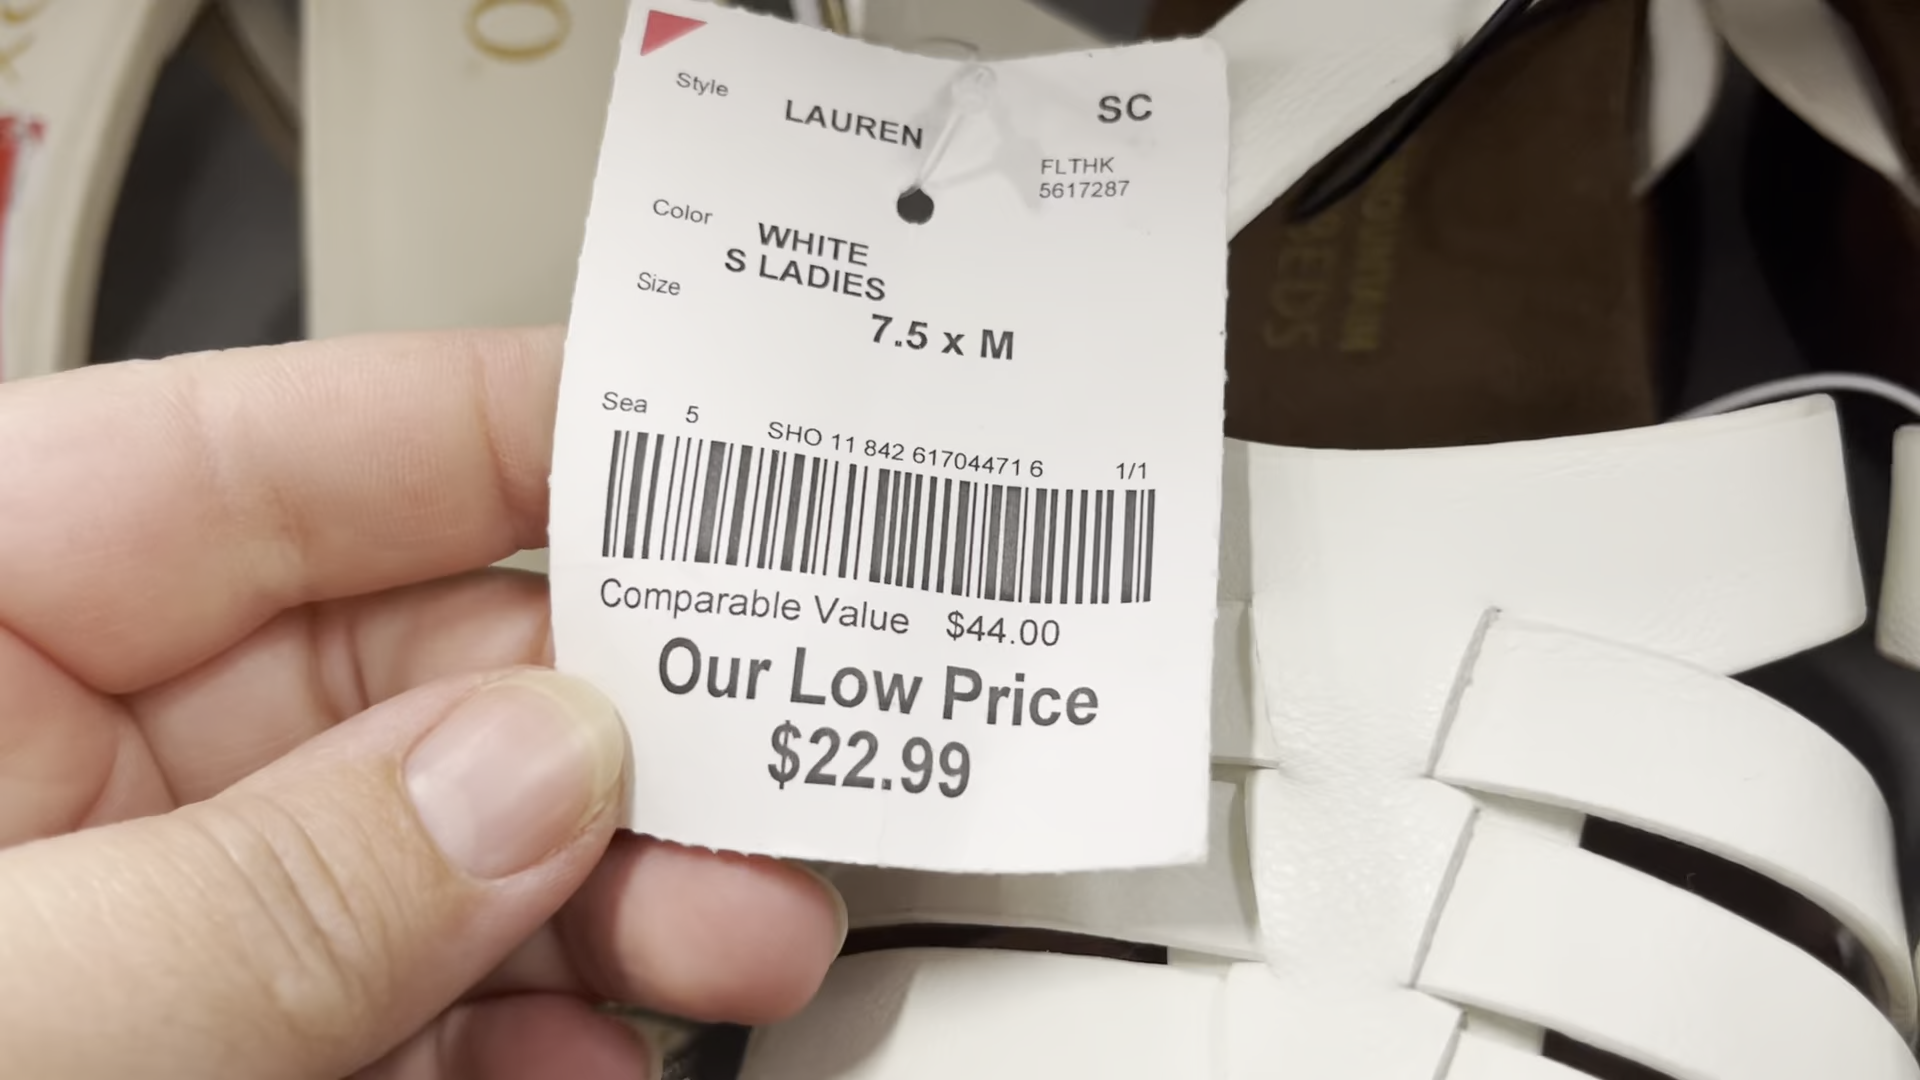 Style LAUREN SC
FLTHK
5617287
Color WHITE
S LADIES
Size 7.5 x M
Sea 5 SHO 11 842 61704471 6 1/1
Comparable Value $44.00
Our Low Price
$22.99